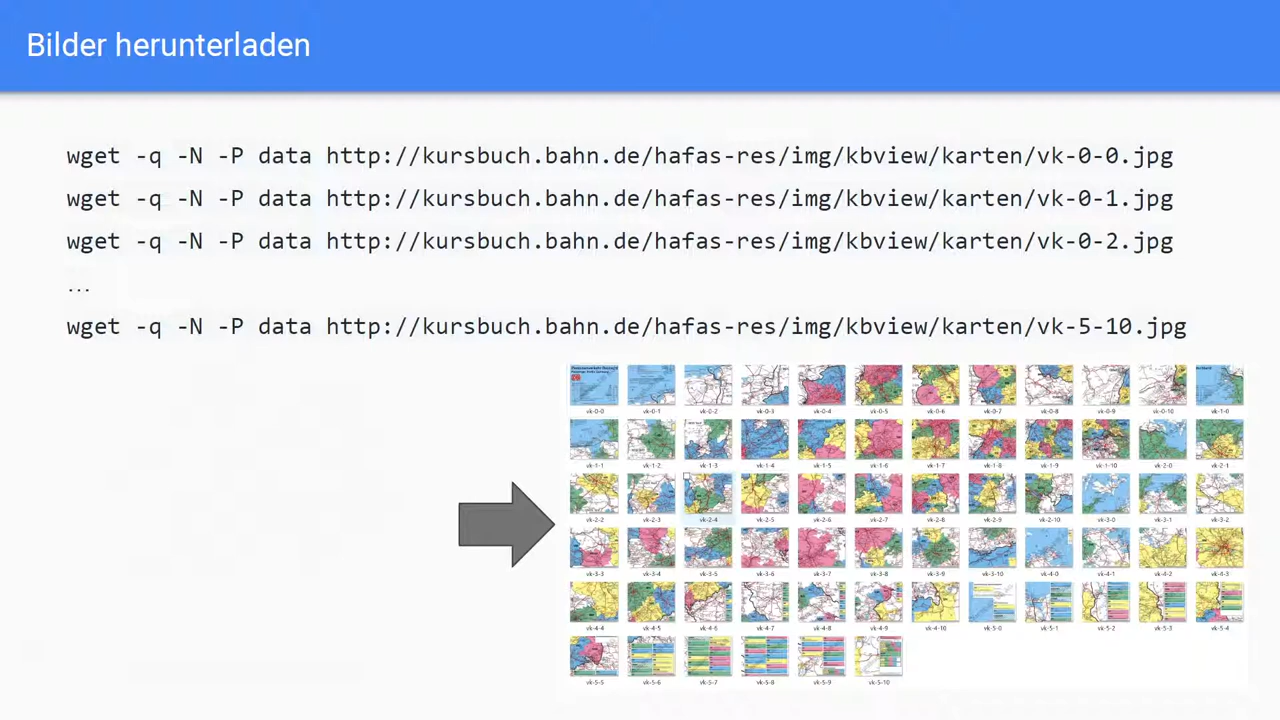 Bilder herunterladen
wget -q -N -P data http://kursbuch.bahn.de/hafas-res/img/kbview/karten/vk-0-0.jpg
wget -q -N -P data http://kursbuch.bahn.de/hafas-res/img/kbview/karten/vk-0-1.jpg
wget -q -N -P data http://kursbuch.bahn.de/hafas-res/img/kbview/karten/vk-0-2.jpg
...
wget -q -N -P data http://kursbuch.bahn.de/hafas-res/img/kbview/karten/vk-5-10.jpg
vk-0-0 vk-0-1 vk-0-2 vk-0-3 vk-0-4 vk-0-5 vk-0-6 vk-0-7 vk-0-8 vk-0-9 vk-0-10 vk-1-0
vk-1-1 vk-1-2 vk-1-3 vk-1-4 vk-1-5 vk-1-6 vk-1-7 vk-1-8 vk-1-9 vk-1-10 vk-2-0 vk-2-1
vk-2-2 vk-2-3 vk-2-4 vk-2-5 vk-2-6 vk-2-7 vk-2-8 vk-2-9 vk-2-10 vk-3-0 vk-3-1 vk-3-2
vk-3-3 vk-3-4 vk-3-5 vk-3-6 vk-3-7 vk-3-8 vk-3-9 vk-3-10 vk-4-0 vk-4-1 vk-4-2 vk-4-3
vk-4-4 vk-4-5 vk-4-6 vk-4-7 vk-4-8 vk-4-9 vk-4-10 vk-5-0 vk-5-1 vk-5-2 vk-5-3 vk-5-4
vk-5-5 vk-5-6 vk-5-7 vk-5-8 vk-5-9 vk-5-10